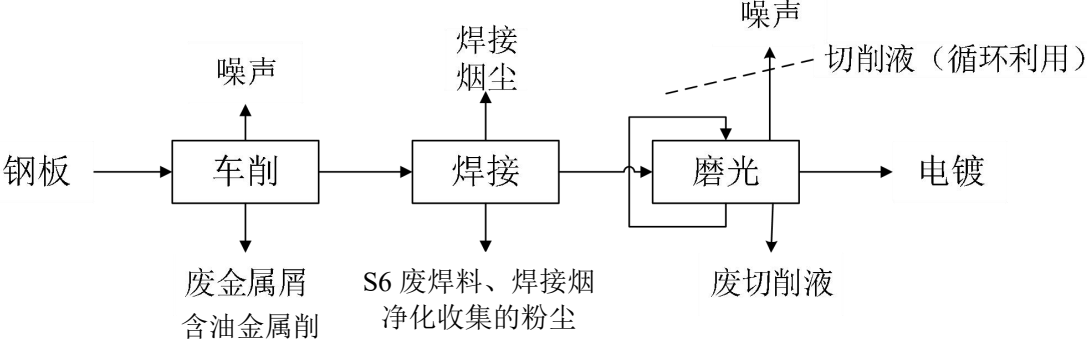 噪声
焊接
烟尘
噪声
切削液（循环利用）
钢板
车削
焊接
磨光
电镀
废金属屑
含油金属削
S6 废焊料、焊接烟
净化收集的粉尘
废切削液